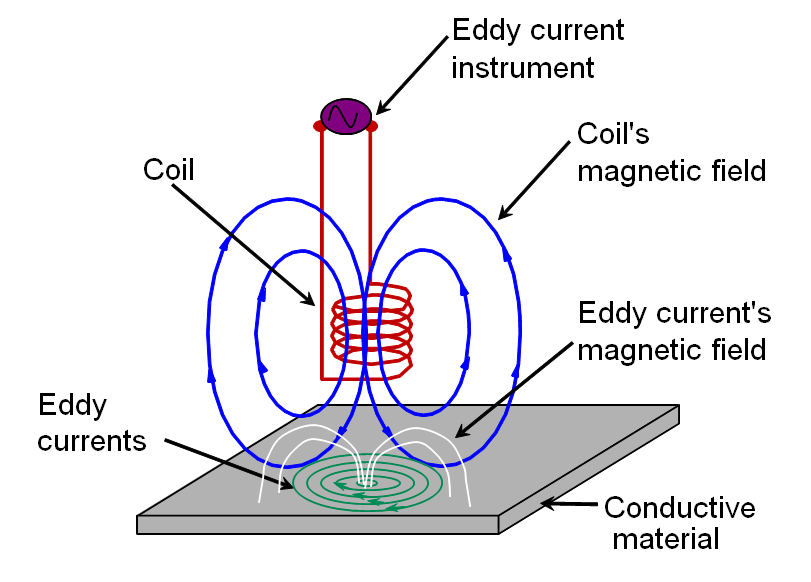 Eddy current
instrument
Coil's
magnetic field
Coil
Eddy current's
magnetic field
Eddy
currents
Conductive
material